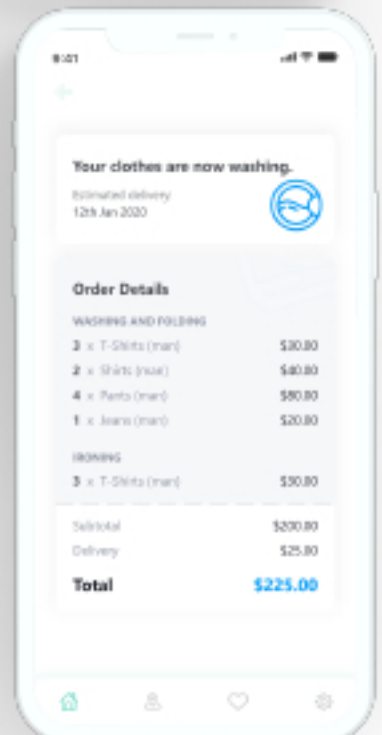 9:41
Your clothes are now washing.
Estimated delivery
12th Jan 2020
Order Details
WASHING AND FOLDING
3 x T-Shirts (man) $30.00
2 x Shirts (man) $40.00
4 x Pants (man) $80.00
1 x Jeans (man) $20.00
IRONING
3 x T-Shirts (man) $30.00
Subtotal $200.00
Delivery $25.00
Total $225.00